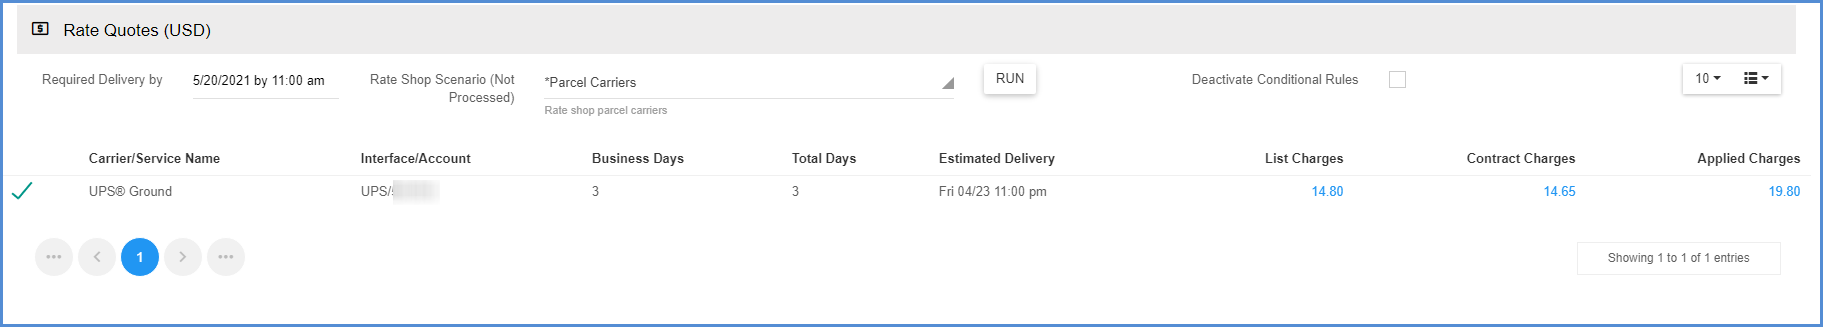 Rate Quotes (USD)
Required Delivery by
5/20/2021 by 11:00 am
Rate Shop Scenario (Not
Processed)
*Parcel Carriers
Rate shop parcel carriers
RUN
Deactivate Conditional Rules
10
Carrier/Service Name Interface/Account Business Days Total Days Estimated Delivery List Charges Contract Charges Applied Charges
UPS® Ground UPS/ 3 3 Fri 04/23 11:00 pm 14.80 14.65 19.80
1
Showing 1 to 1 of 1 entries